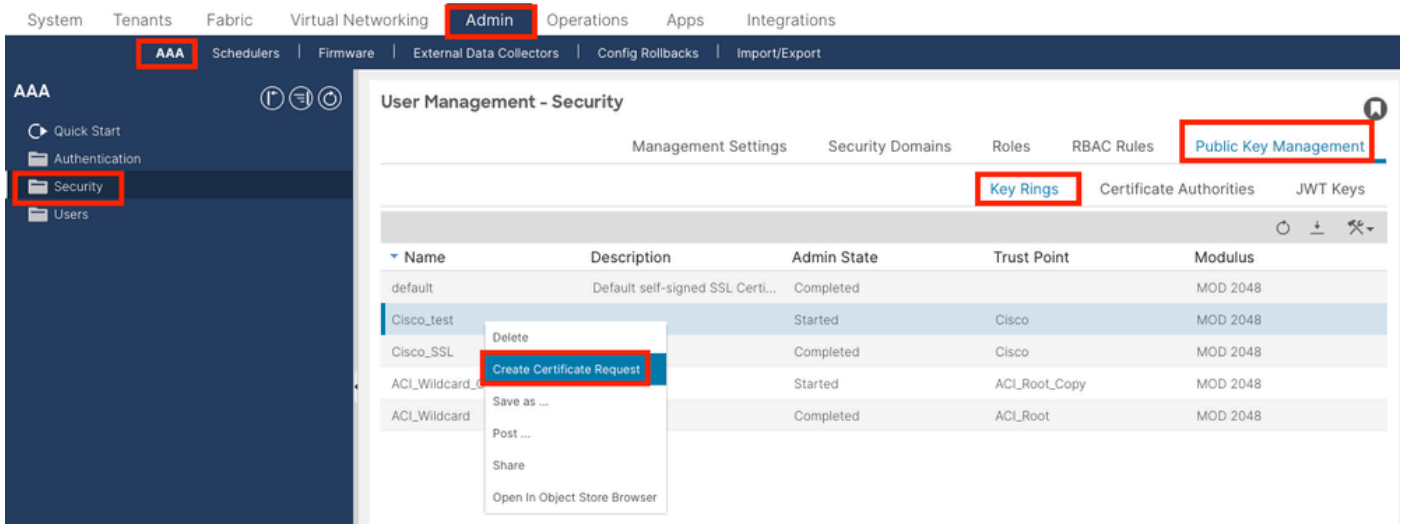 System Tenants Fabric Virtual Networking Admin Operations Apps Integrations
AAA Schedulers | Firmware | External Data Collectors | Config Rollbacks | Import/Export
AAA
Quick Start
Authentication
Security
Users
User Management - Security
Management Settings Security Domains Roles RBAC Rules Public Key Management
Key Rings Certificate Authorities JWT Keys
Name Description Admin State Trust Point Modulus
default Default self-signed SSL Certi... Completed MOD 2048
Cisco_test Started Cisco MOD 2048
Cisco_SSL Completed Cisco MOD 2048
ACI_Wildcard_C Started ACI_Root_Copy MOD 2048
ACI_Wildcard Completed ACI_Root MOD 2048
Delete
Create Certificate Request
Save as ...
Post ...
Share
Open In Object Store Browser